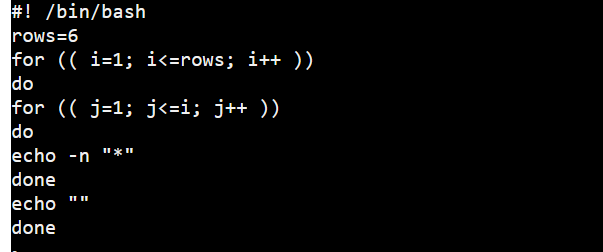 #! /bin/bash
rows=6
for (( i=1; i<=rows; i++ ))
do
for (( j=1; j<=i; j++ ))
do
echo -n "*"
done
echo ""
done